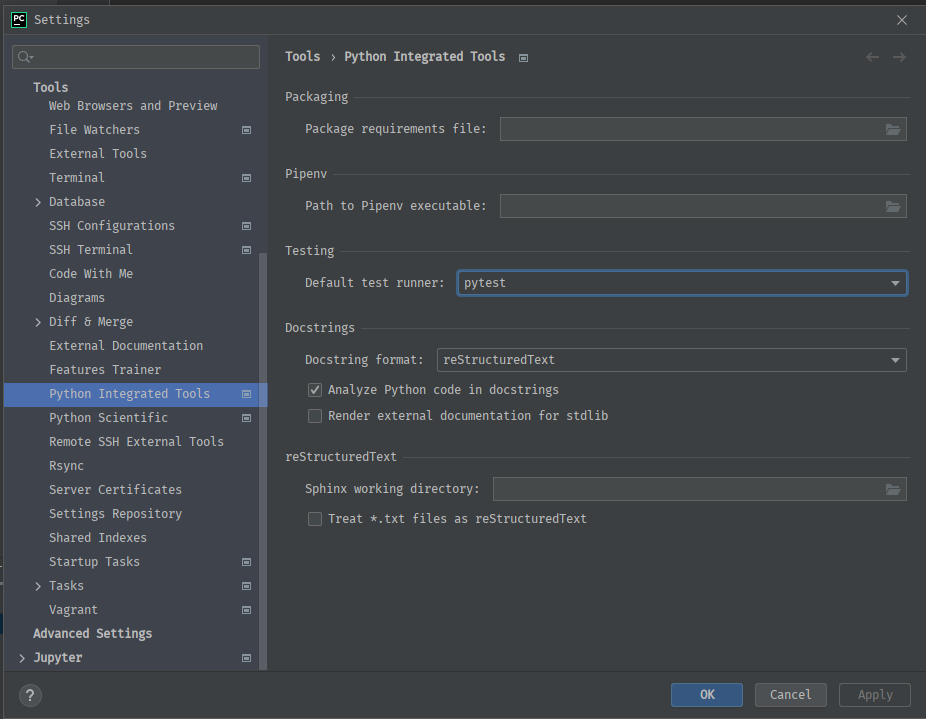 PC Settings
Tools
Web Browsers and Preview
File Watchers
External Tools
Terminal
Database
SSH Configurations
SSH Terminal
Code With Me
Diagrams
Diff & Merge
External Documentation
Features Trainer
Python Integrated Tools
Python Scientific
Remote SSH External Tools
Rsync
Server Certificates
Settings Repository
Shared Indexes
Startup Tasks
Tasks
Vagrant
Advanced Settings
Jupyter
Tools › Python Integrated Tools
Packaging
Package requirements file:
Pipenv
Path to Pipenv executable:
Testing
Default test runner: pytest
Docstrings
Docstring format: reStructuredText
Analyze Python code in docstrings
Render external documentation for stdlib
reStructuredText
Sphinx working directory:
Treat *.txt files as reStructuredText
? OK Cancel Apply